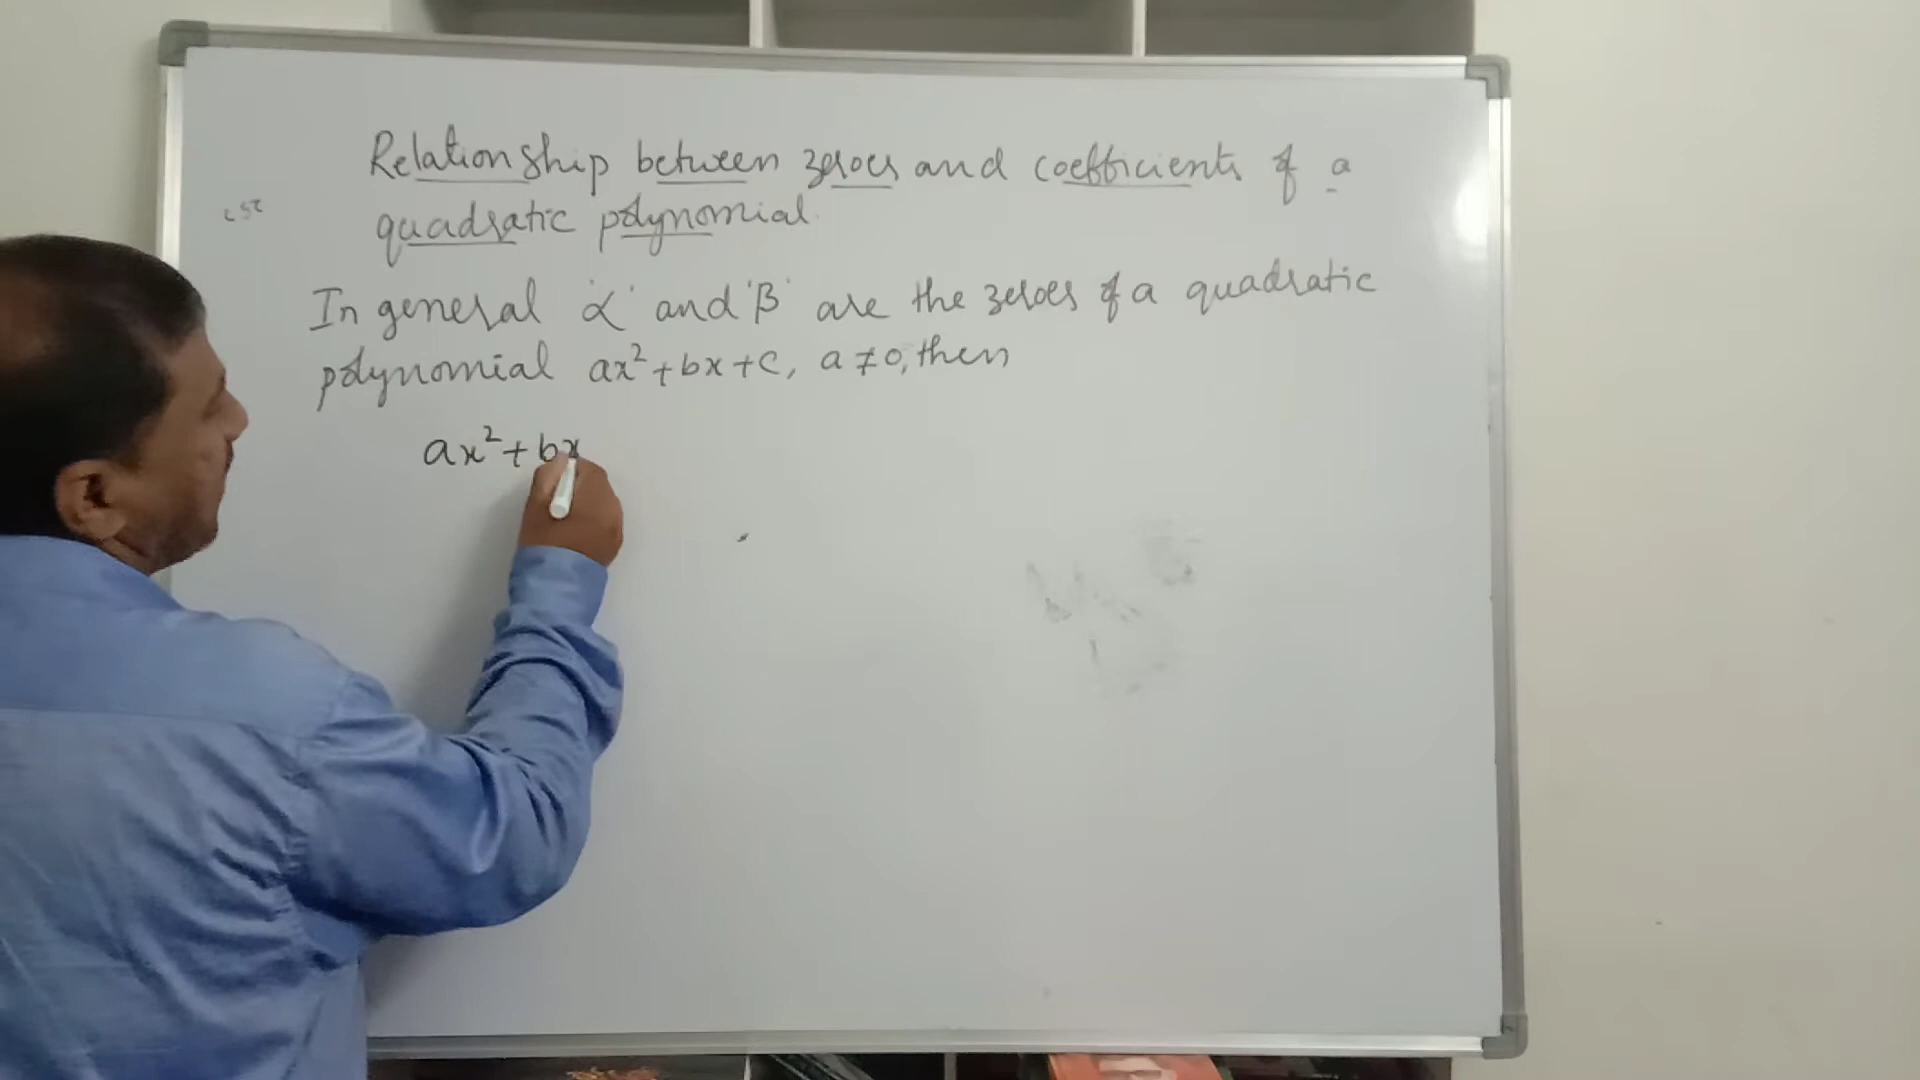 Relationship between zeroes and coefficients of a
quadratic polynomial.
In general 'α' and 'β' are the zeroes of a quadratic
polynomial ax²+bx+c, a≠0, then
ax²+bx